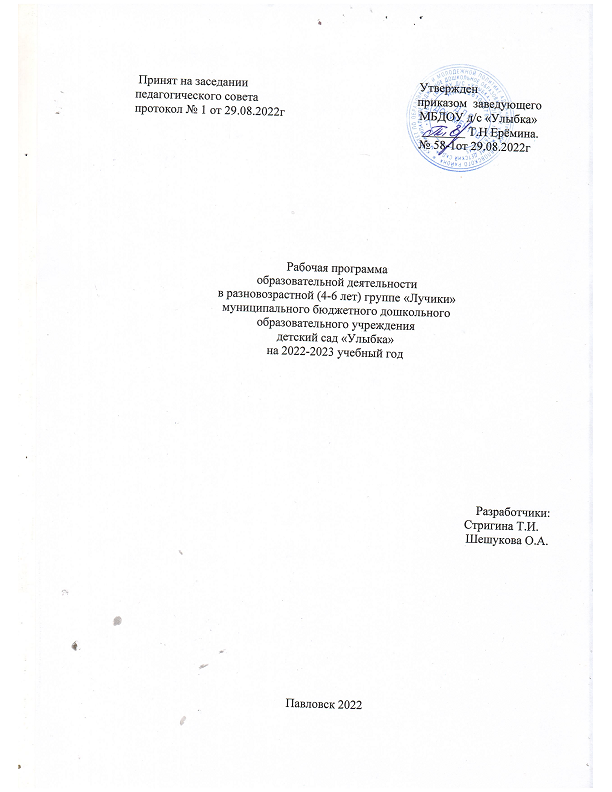 Принят на заседании
педагогического совета
протокол № 1 от 29.08.2022г
Утвержден
приказом заведующего
МБДОУ д/с «Улыбка»
Т.Н Ерёмина.
№ 58-1от 29.08.2022г
Рабочая программа
образовательной деятельности
в разновозрастной (4-6 лет) группе «Лучики»
муниципального бюджетного дошкольного
образовательного учреждения
детский сад «Улыбка»
на 2022-2023 учебный год
Разработчики:
Стригина Т.И.
Шешукова О.А.
Павловск 2022